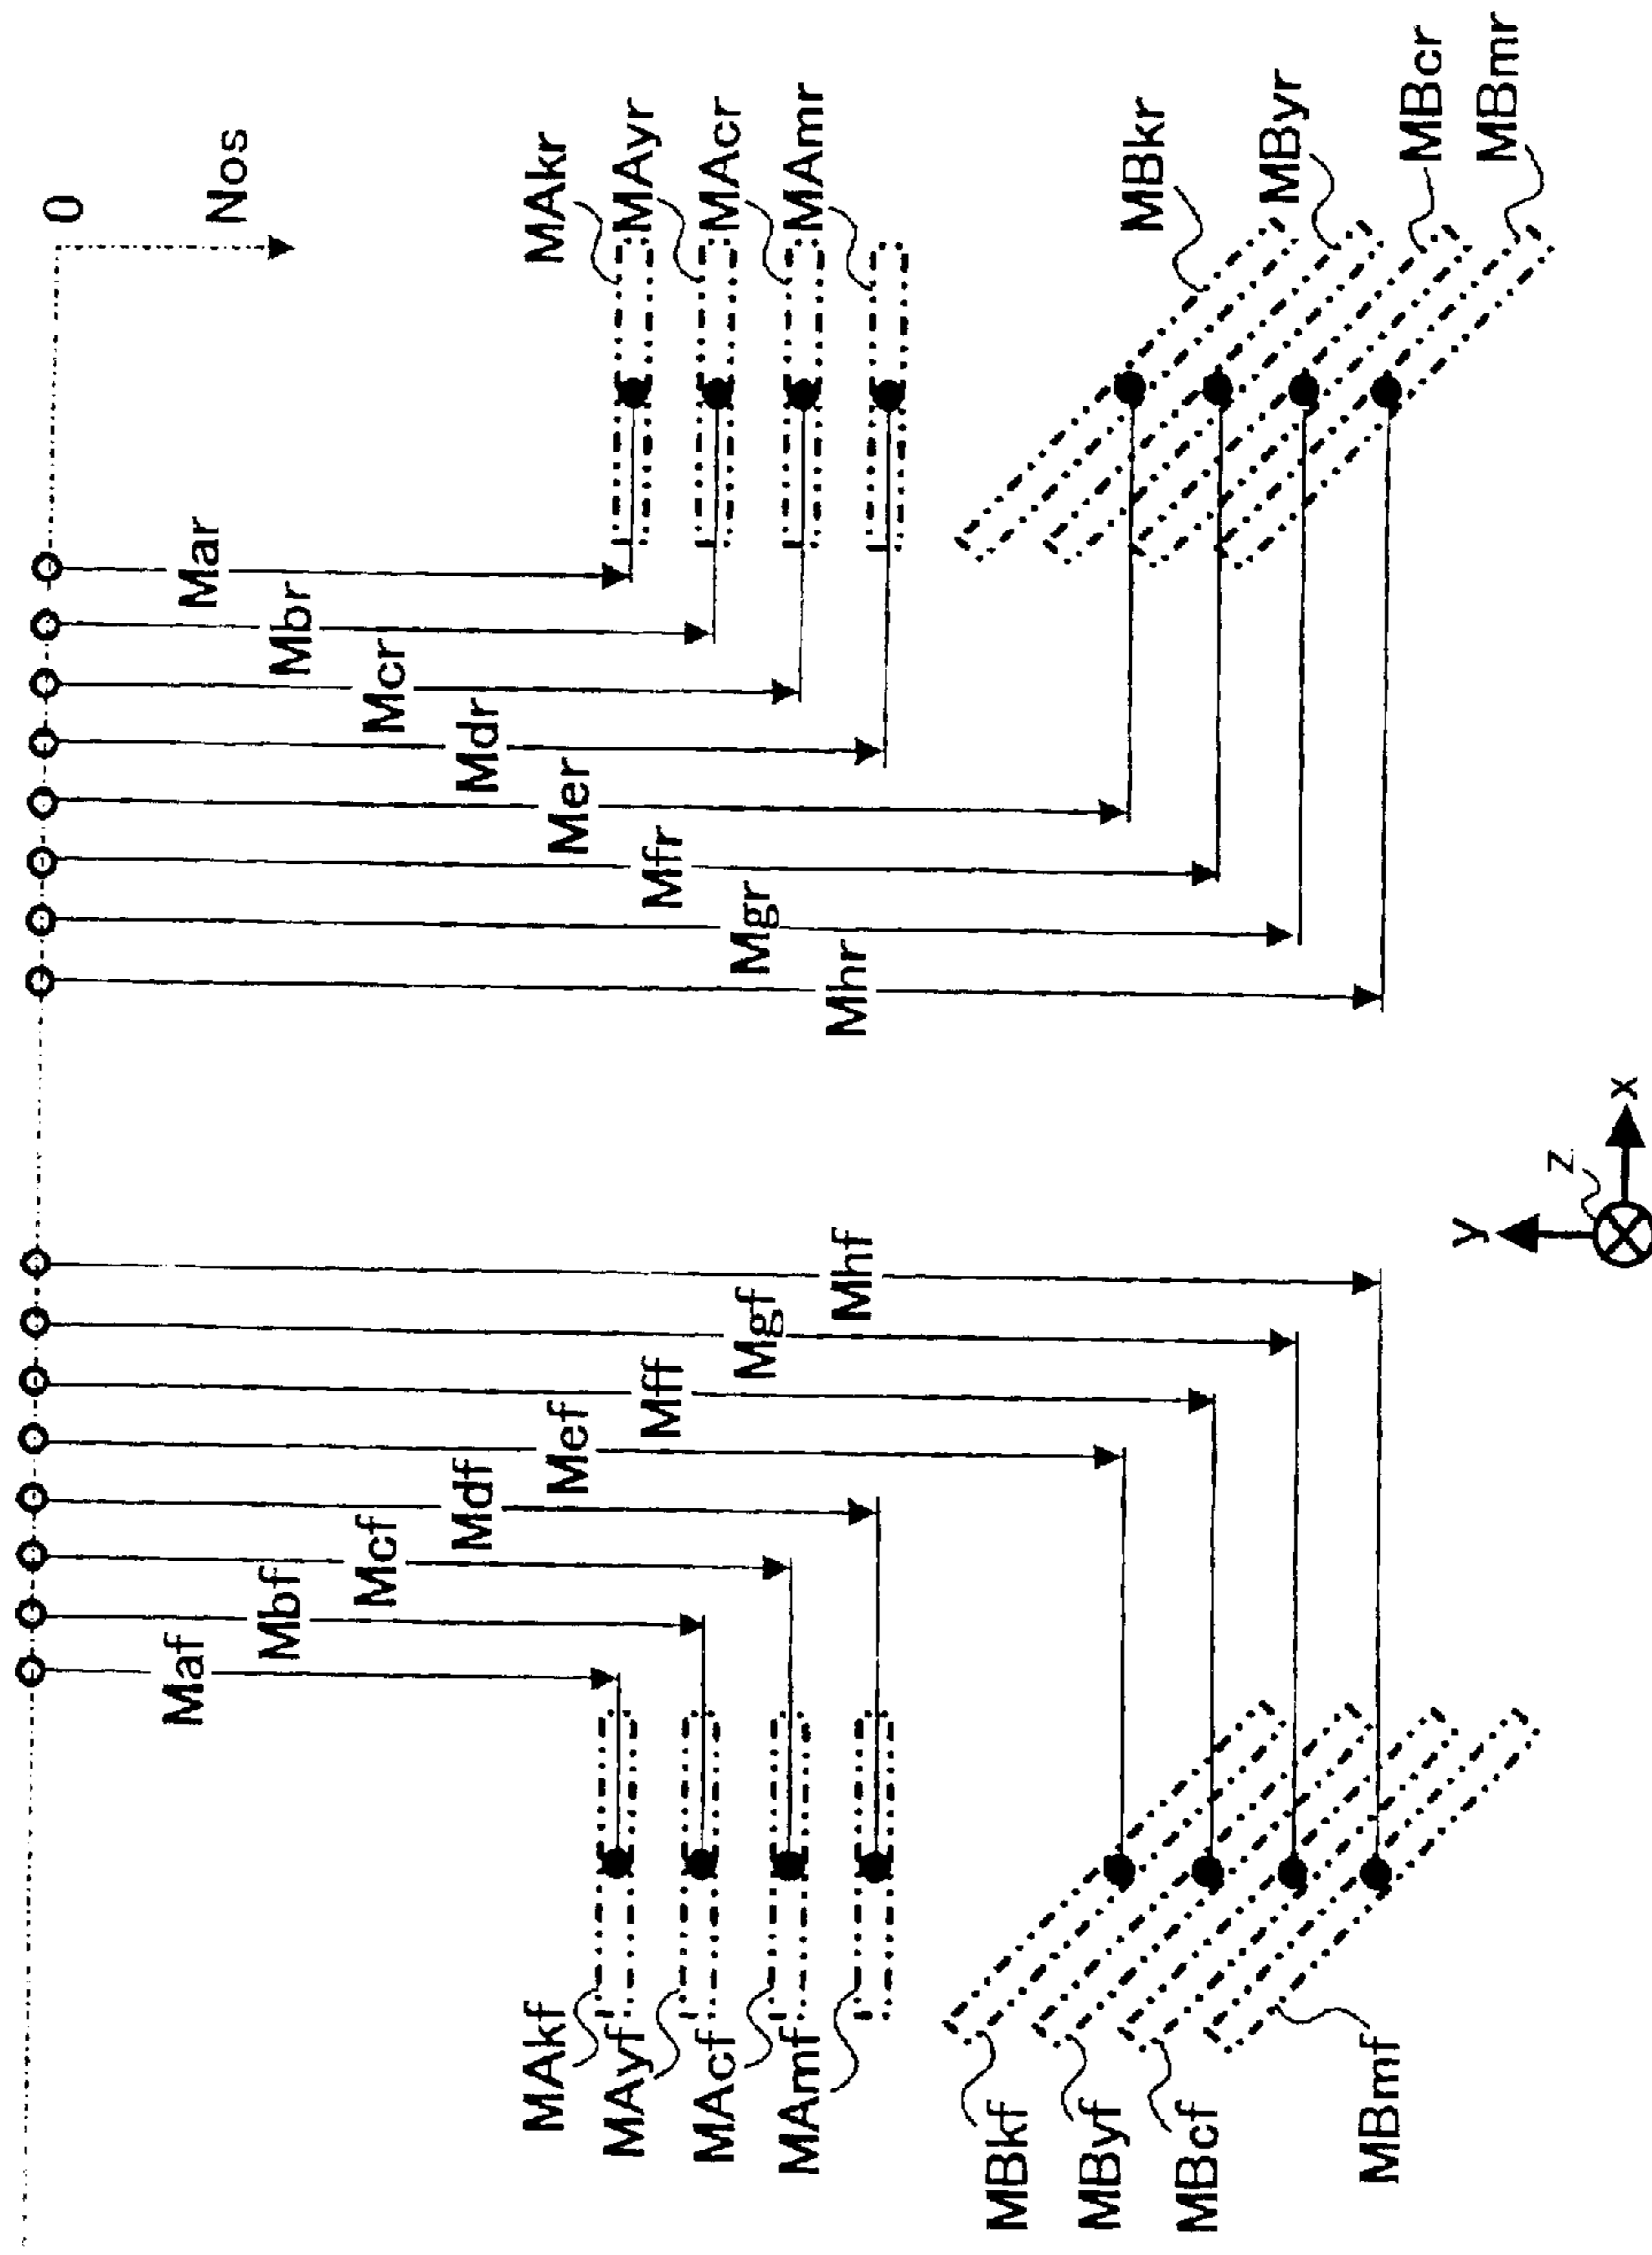 0
Nos
MAkr
MAyr
MAcr
MAmr
MBkr
MByr
MBcr
MBmr
Mar
Mbr
Mcr
Mdr
Mer
Mfr
Mgr
Mhr
Mhf
Mgf
Mff
Mef
Mdf
Mcf
Mbf
Maf
MAkf
MAyf
MAcf
MAmf
MBkf
MByf
MBcf
MBmf
x
y
z